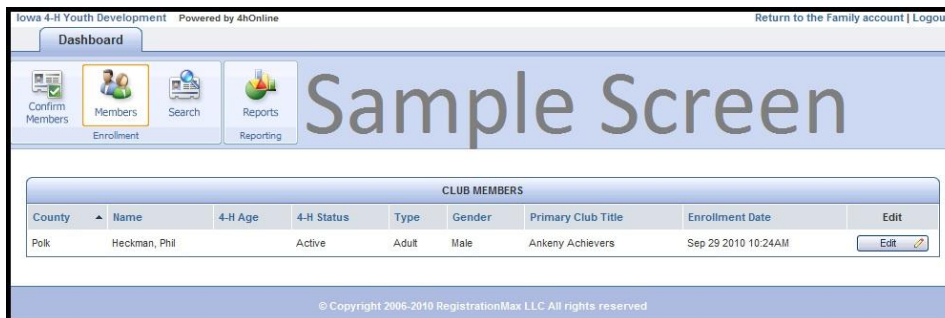 Iowa 4-H Youth Development Powered by 4hOnline Return to the Family account | Logou
Dashboard
Confirm Members
Members
Search
Reports
Enrollment
Reporting
Sample Screen
CLUB MEMBERS
County Name 4-H Age 4-H Status Type Gender Primary Club Title Enrollment Date Edit
Polk Heckman, Phil Active Adult Male Ankeny Achievers Sep 29 2010 10:24AM Edit
© Copyright 2006-2010 RegistrationMax LLC All rights reserved